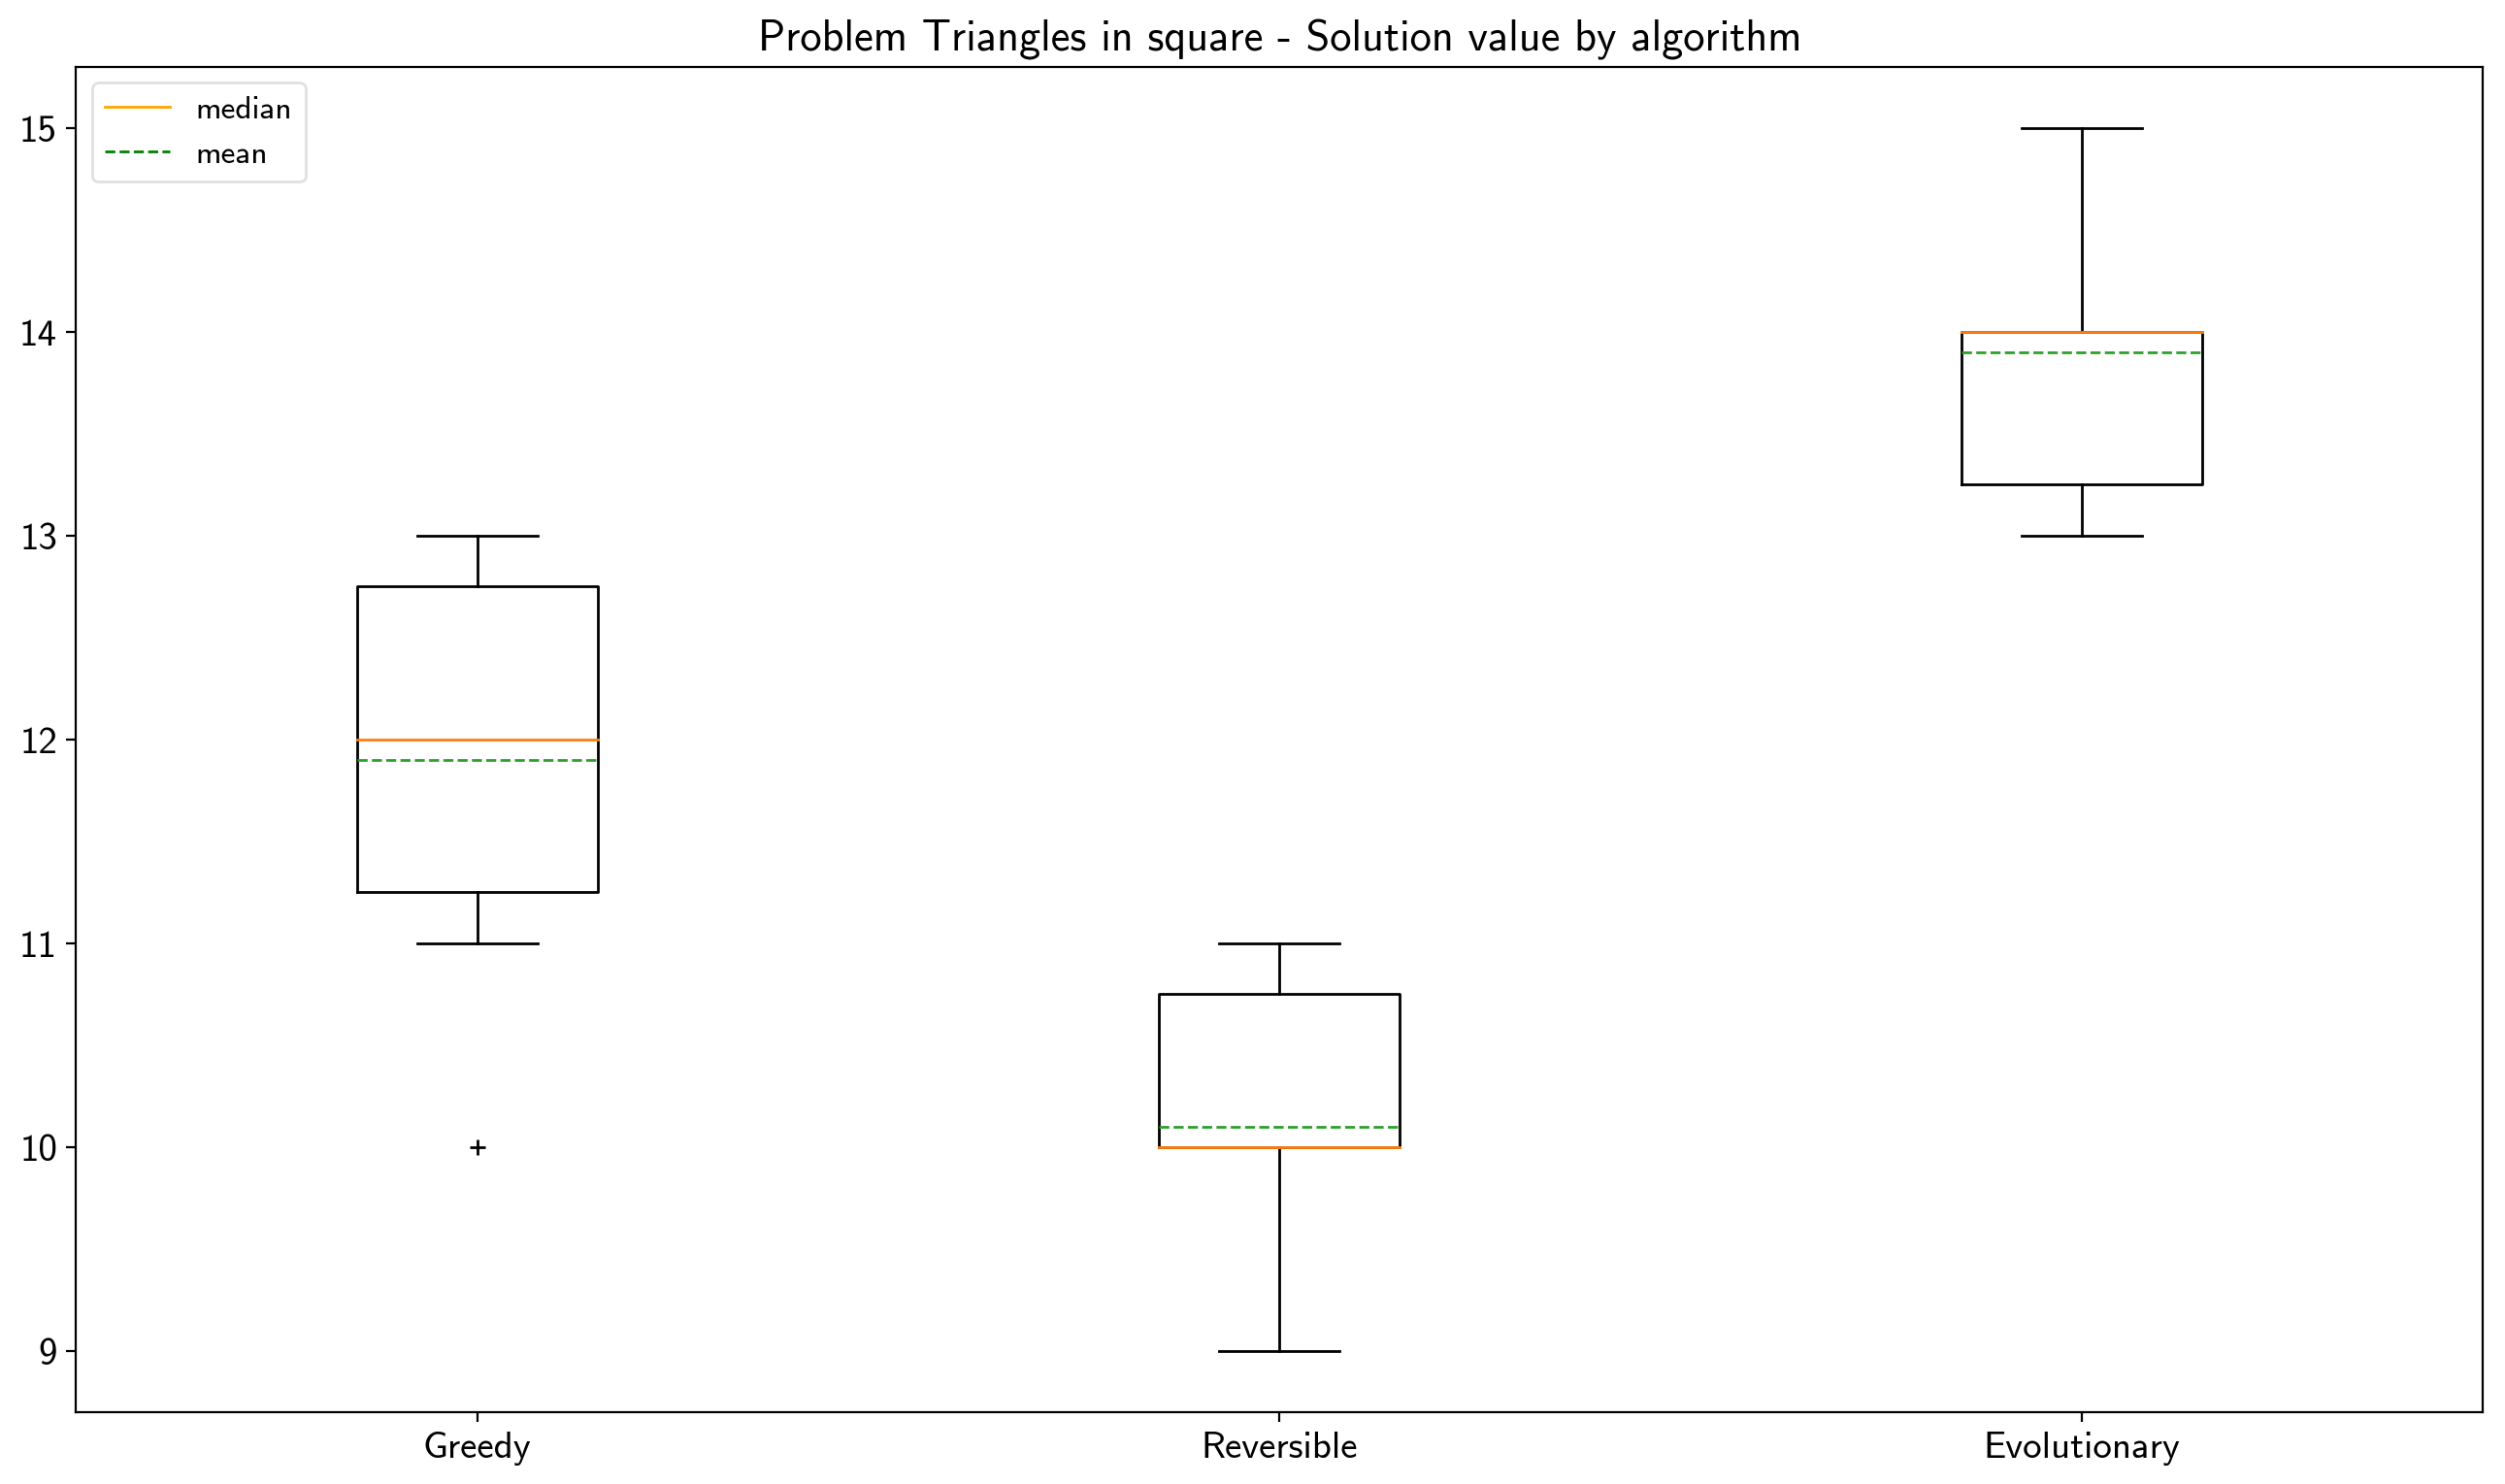 Problem Triangles in square - Solution value by algorithm
median
mean
15
14
13
12
11
10
9
Greedy
Reversible
Evolutionary